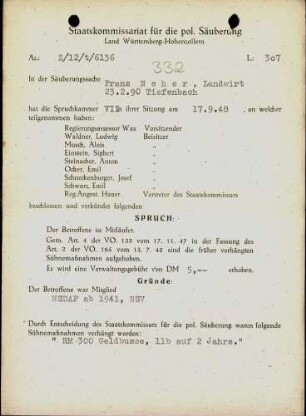 Staatskommissariat für die pol. Säuberung
Land Württemberg-Hohenzollern
Az.: Z/12/t/6136 L: 307
332
In der Säuberungssache Franz Neher, Landwirt
23.2.90 Tiefenbach
hat die Spruchkammer VII in ihrer Sitzung am 17.9.48, an welcher
teilgenommen haben:
Regierungsassessor Wax Vorsitzender
Waldner, Ludwig Beisitzer
Musch, Alois "
Einstein, Sigbert "
Steinacher, Anton "
Oexler, Emil "
Schneckenburger, Josef "
Schwarz, Emil "
Reg.Angest. Hauer Vertreter des Staatskommissars
beschlossen und verkündet folgenden
SPRUCH:
Der Betroffene ist Mitläufer.
Gem. Art. 4 der VO. 133 vom 17. 11. 47 in der Fassung des
Art. 2 der VO. 165 vom 13. 7. 48 sind die früher verhängten
Sühnemaßnahmen aufgehoben.
Es wird eine Verwaltungsgebühr von DM 5,-- erhoben.
Gründe:
Der Betroffene war Mitglied
NSDAP ab 1941, NSV
Durch Entscheidung des Staatskommissars für die pol. Säuberung waren folgende
Sühnemaßnahmen verhängt worden:
" RM 300 Geldbusse, 11b auf 2 Jahre."